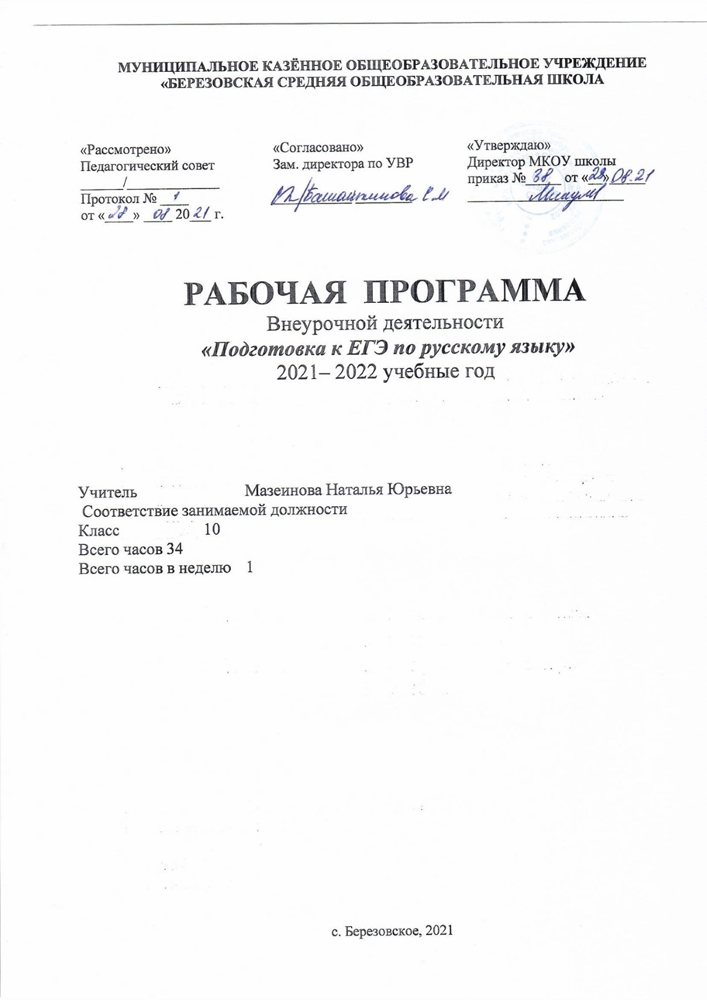 МУНИЦИПАЛЬНОЕ КАЗЁННОЕ ОБЩЕОБРАЗОВАТЕЛЬНОЕ УЧРЕЖДЕНИЕ
«БЕРЕЗОВСКАЯ СРЕДНЯЯ ОБЩЕОБРАЗОВАТЕЛЬНАЯ ШКОЛА
«Рассмотрено»
Педагогический совет
______/_____________
Протокол № 1
от «28» 08 2021 г.
«Согласовано»
Зам. директора по УВР
«Утверждаю»
Директор МКОУ школы
приказ № 38 от «28» 08.21
РАБОЧАЯ ПРОГРАММА
Внеурочной деятельности
«Подготовка к ЕГЭ по русскому языку»
2021– 2022 учебные год
Учитель Мазеинова Наталья Юрьевна
Соответствие занимаемой должности
Класс 10
Всего часов 34
Всего часов в неделю 1
с. Березовское, 2021